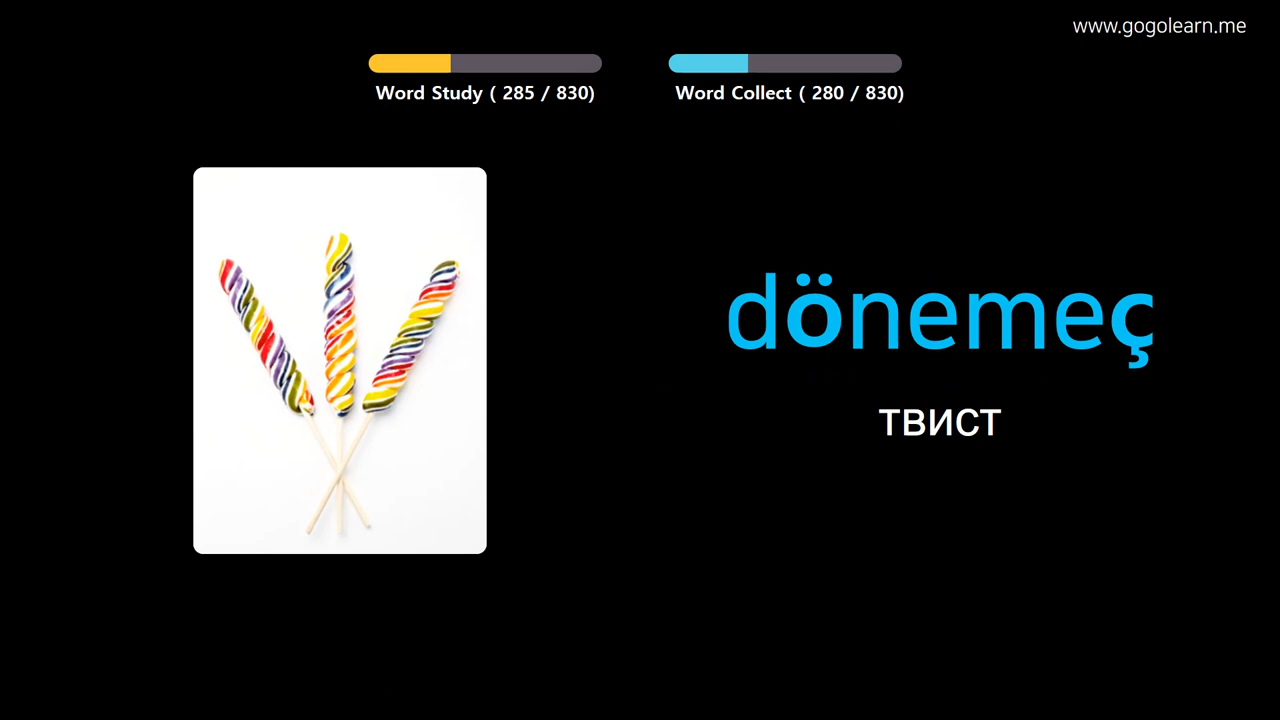 www.gogolearn.me
Word Study ( 285 / 830)
Word Collect ( 280 / 830)
dönemeç
твист